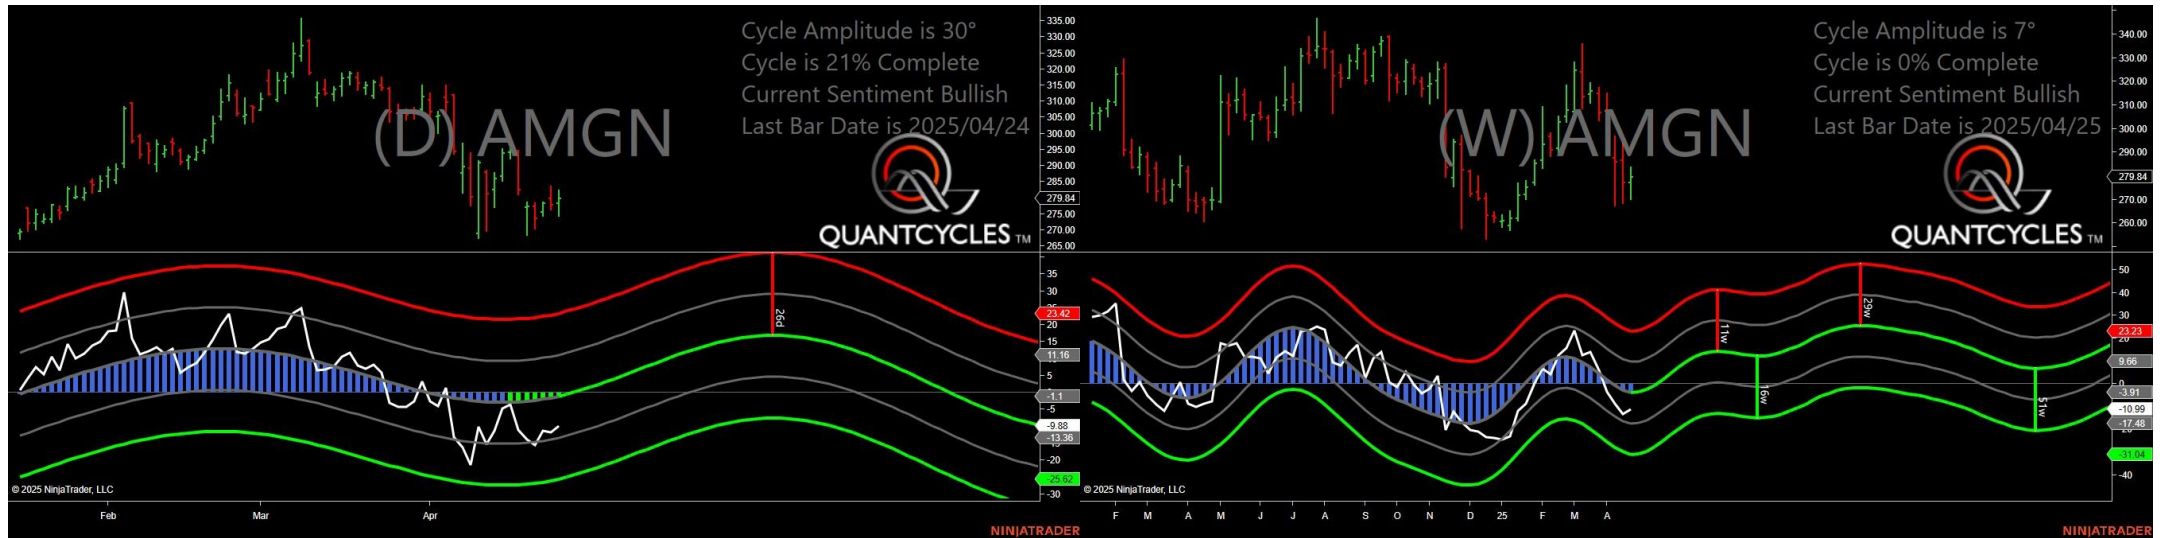 Cycle Amplitude is 30°
Cycle is 21% Complete
Current Sentiment Bullish
Last Bar Date is 2025/04/24
(D) AMGN
QUANTCYCLES TM
335.00
330.00
325.00
320.00
315.00
310.00
305.00
300.00
295.00
290.00
285.00
279.84
275.00
270.00
265.00
26d
35
30
23.42
20
15
11.16
5
-1.1
-5
-9.88
-13.36
-20
-25.62
-30
© 2025 NinjaTrader, LLC
Feb
Mar
Apr
NINJATRADER
Cycle Amplitude is 7°
Cycle is 0% Complete
Current Sentiment Bullish
Last Bar Date is 2025/04/25
(W) AMGN
QUANTCYCLES TM
340.00
330.00
320.00
310.00
300.00
290.00
279.84
270.00
260.00
11w
16w
29w
51w
50
40
30
23.23
20
9.66
0
-3.91
-10.99
-17.48
-31.04
-40
© 2025 NinjaTrader, LLC
F M A M J J A S O N D 25 F M A
NINJATRADER